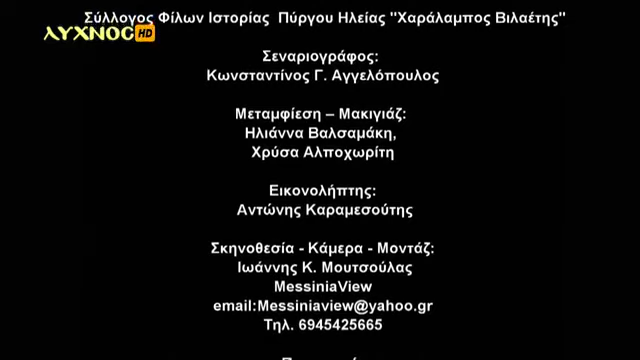 Σύλλογος Φίλων Ιστορίας Πύργου Ηλείας "Χαράλαμπος Βιλαέτης"
ΛΥΧΝΟΣ HD
Σεναριογράφος:
Κωνσταντίνος Γ. Αγγελόπουλος
Μεταμφίεση – Μακιγιάζ:
Ηλιάννα Βαλσαμάκη,
Χρύσα Αλποχωρίτη
Εικονολήπτης:
Αντώνης Καραμεσούτης
Σκηνοθεσία - Κάμερα - Μοντάζ:
Ιωάννης Κ. Μουτσούλας
MessiniaView
email:Messiniaview@yahoo.gr
Τηλ. 6945425665